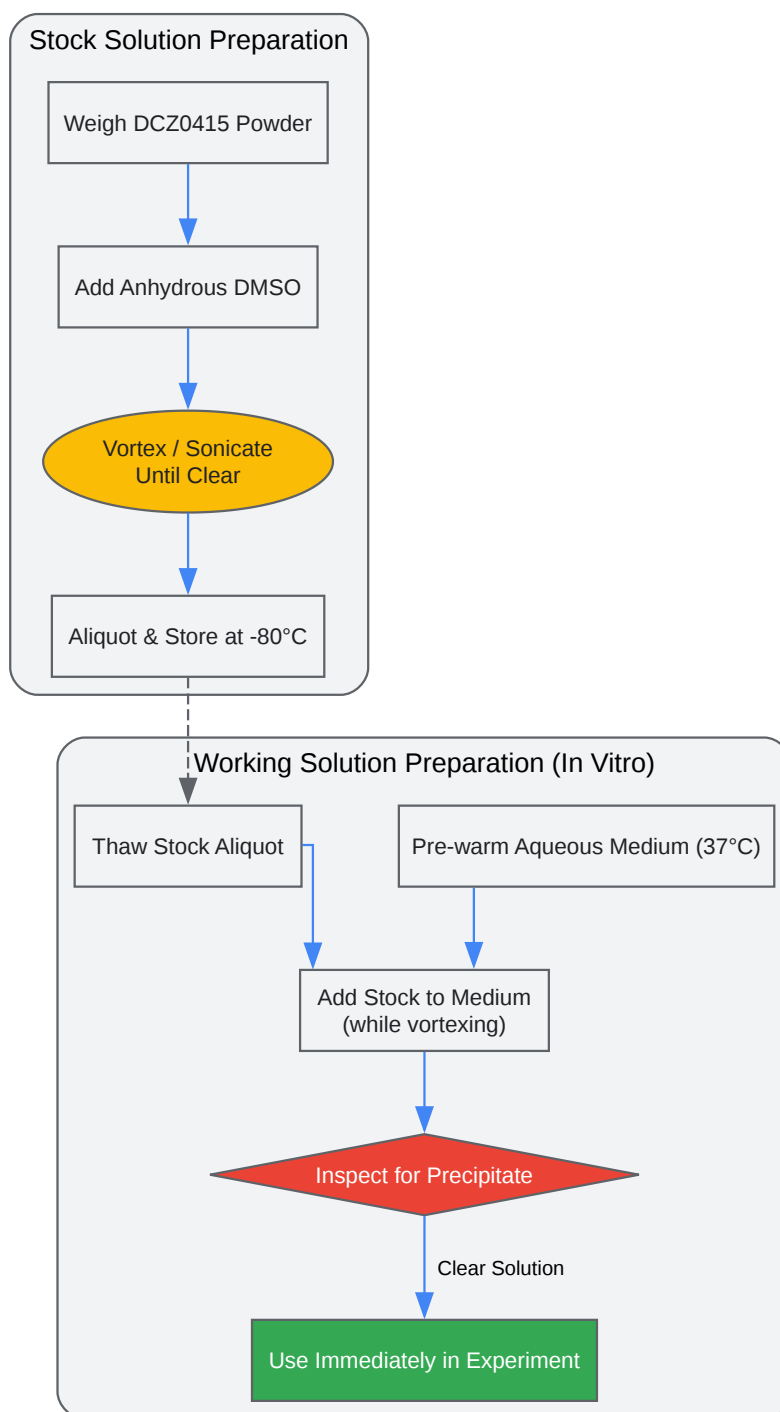 Stock Solution Preparation
Weigh DCZ0415 Powder
Add Anhydrous DMSO
Vortex / Sonicate
Until Clear
Aliquot & Store at -80°C
Working Solution Preparation (In Vitro)
Thaw Stock Aliquot
Pre-warm Aqueous Medium (37°C)
Add Stock to Medium
(while vortexing)
Inspect for Precipitate
Clear Solution
Use Immediately in Experiment